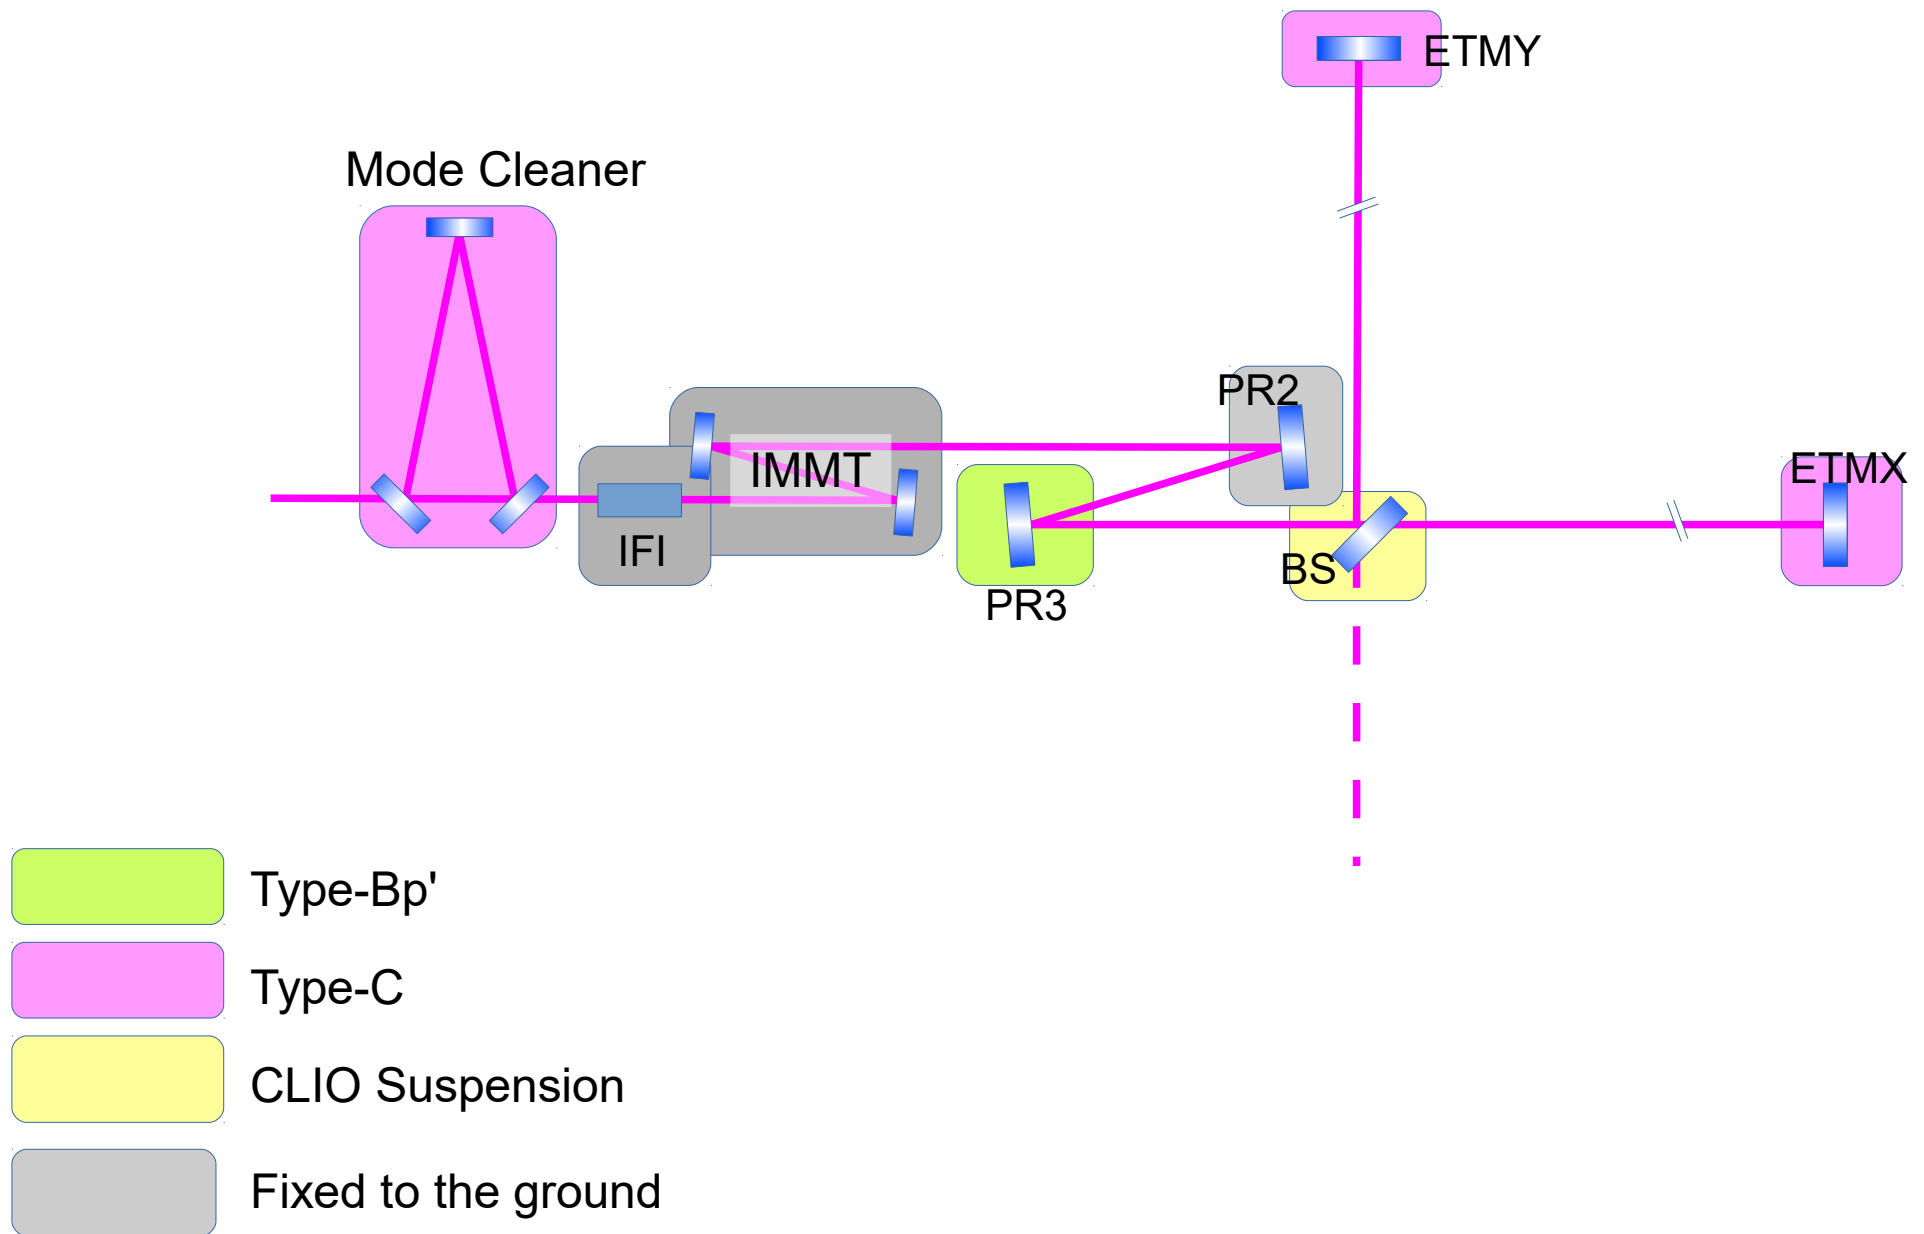 ETMY
Mode Cleaner
PR2
IMMT
ETMX
IFI
BS
PR3
Type-Bp'
Type-C
CLIO Suspension
Fixed to the ground